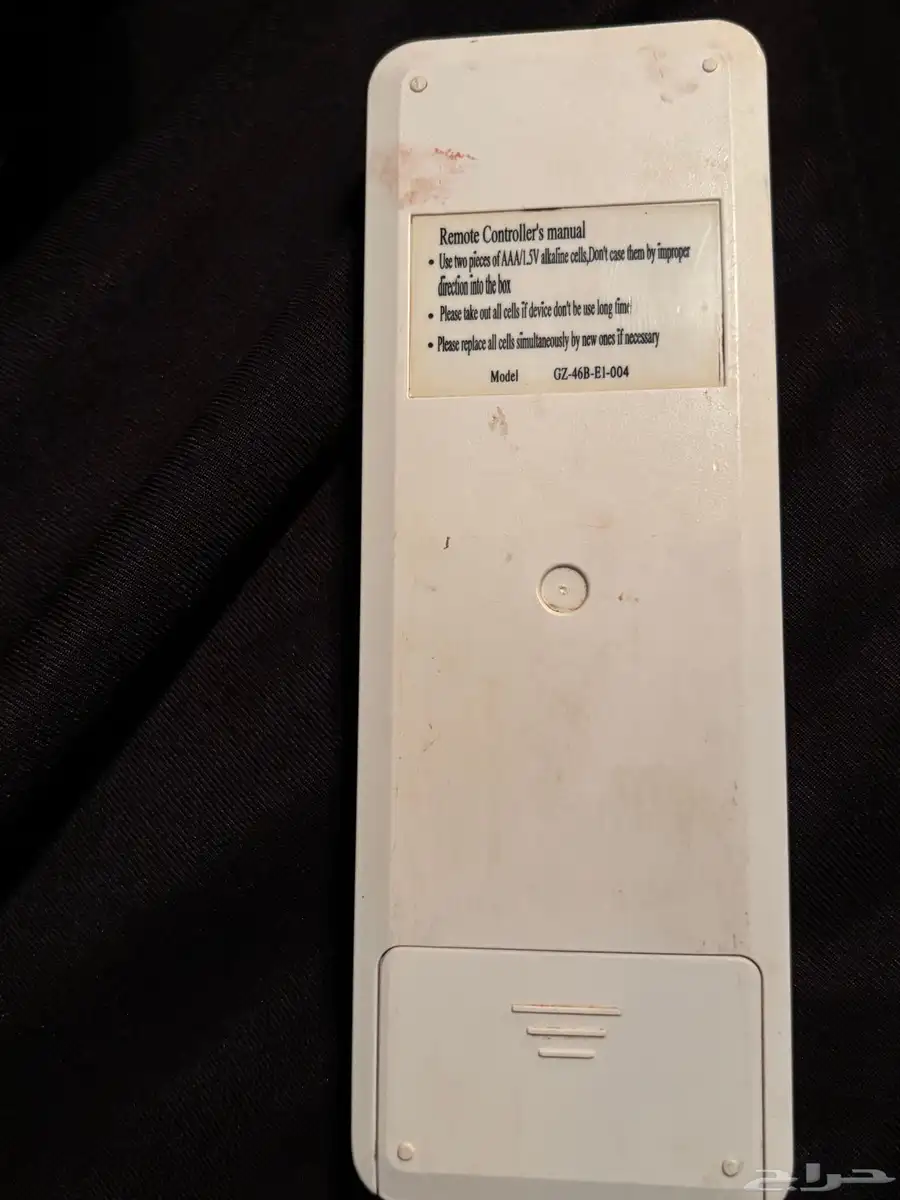 Remote Controller's manual
• Use two pieces of AAA/1.5V alkaline cells,Don't case them by improper
direction into the box
• Please take out all cells if device don't be use long time
• Please replace all cells simultaneously by new ones if necessary
Model GZ-46B-E1-004
حراج